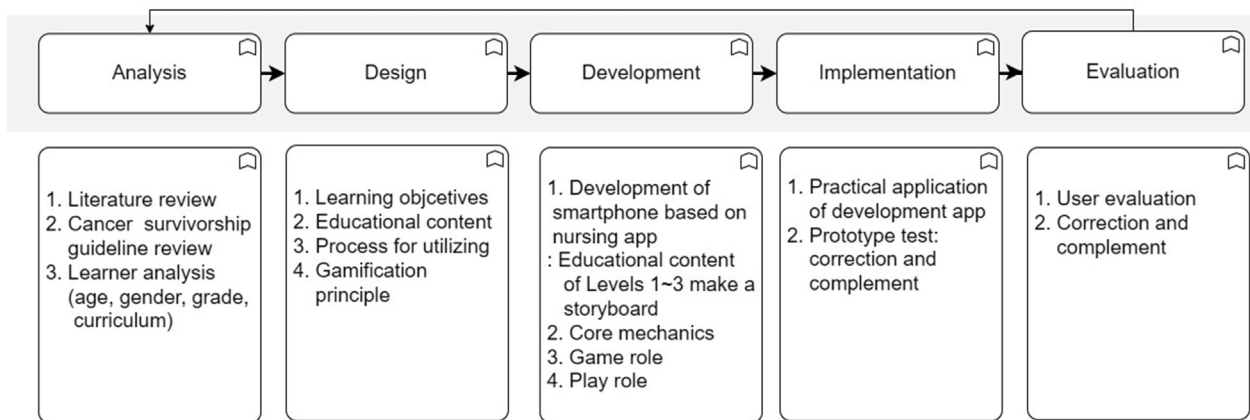 Analysis
Design
Development
Implementation
Evaluation
1. Literature review
2. Cancer survivorship
guideline review
3. Learner analysis
(age, gender, grade,
curriculum)
1. Learning objcetives
2. Educational content
3. Process for utilizing
4. Gamification
principle
1. Development of
smartphone based on
nursing app
: Educational content
of Levels 1~3 make a
storyboard
2. Core mechanics
3. Game role
4. Play role
1. Practical application
of development app
2. Prototype test:
correction and
complement
1. User evaluation
2. Correction and
complement